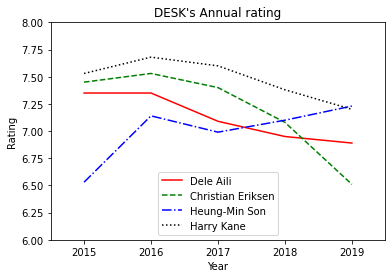 DESK's Annual rating
8.00
7.75
7.50
7.25
7.00
6.75
6.50
6.25
6.00
Rating
Dele Aili
Christian Eriksen
Heung-Min Son
Harry Kane
2015 2016 2017 2018 2019
Year